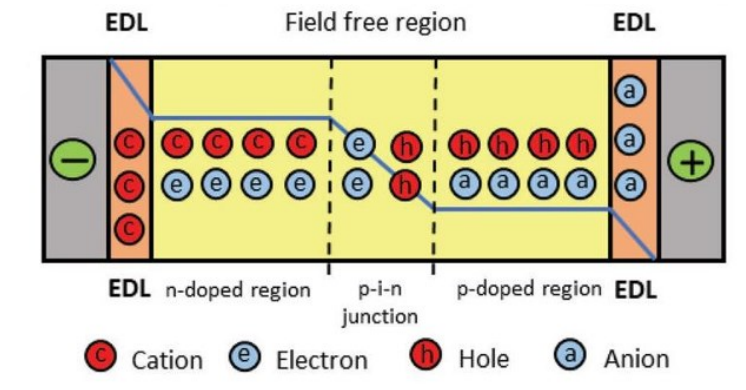 EDL Field free region EDL
c c c c c e h h h h h a a
− c e e e e e h a a a a a +
c
EDL n-doped region p-i-n p-doped region EDL
junction
c Cation e Electron h Hole a Anion